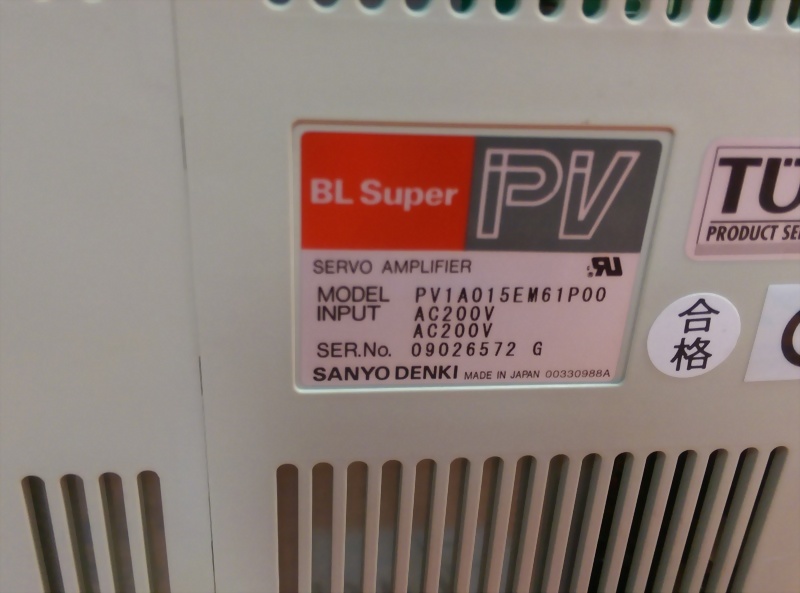 BL Super PV
SERVO AMPLIFIER
MODEL PV1A015EM61P00
INPUT AC200V
AC200V
SER.No. 09026572 G
SANYO DENKI MADE IN JAPAN 00330988A
合格
TÜ
PRODUCT SE